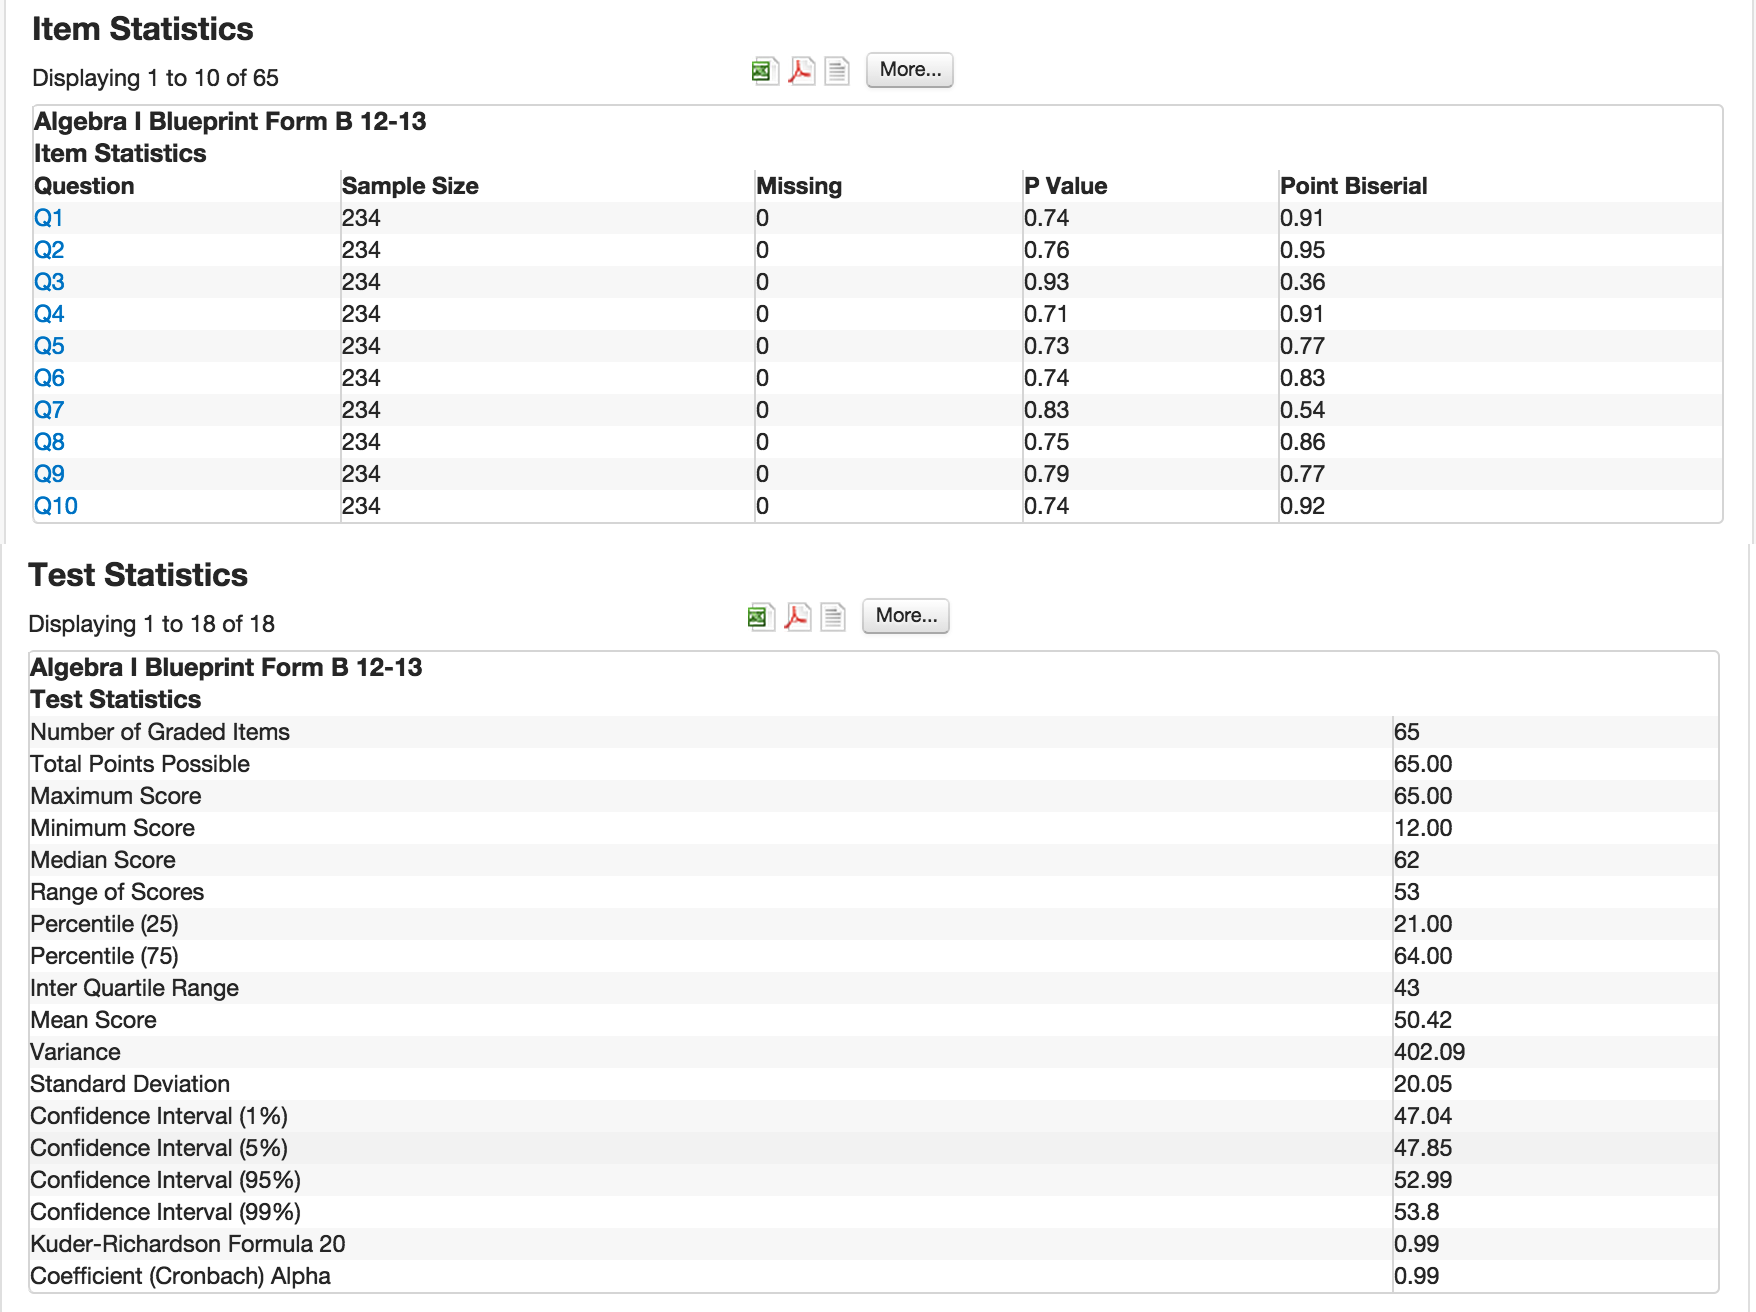 Item Statistics
Displaying 1 to 10 of 65
More...
Algebra I Blueprint Form B 12-13
Item Statistics
Question Sample Size Missing P Value Point Biserial
Q1 234 0 0.74 0.91
Q2 234 0 0.76 0.95
Q3 234 0 0.93 0.36
Q4 234 0 0.71 0.91
Q5 234 0 0.73 0.77
Q6 234 0 0.74 0.83
Q7 234 0 0.83 0.54
Q8 234 0 0.75 0.86
Q9 234 0 0.79 0.77
Q10 234 0 0.74 0.92
Test Statistics
Displaying 1 to 18 of 18
More...
Algebra I Blueprint Form B 12-13
Test Statistics
Number of Graded Items 65
Total Points Possible 65.00
Maximum Score 65.00
Minimum Score 12.00
Median Score 62
Range of Scores 53
Percentile (25) 21.00
Percentile (75) 64.00
Inter Quartile Range 43
Mean Score 50.42
Variance 402.09
Standard Deviation 20.05
Confidence Interval (1%) 47.04
Confidence Interval (5%) 47.85
Confidence Interval (95%) 52.99
Confidence Interval (99%) 53.8
Kuder-Richardson Formula 20 0.99
Coefficient (Cronbach) Alpha 0.99